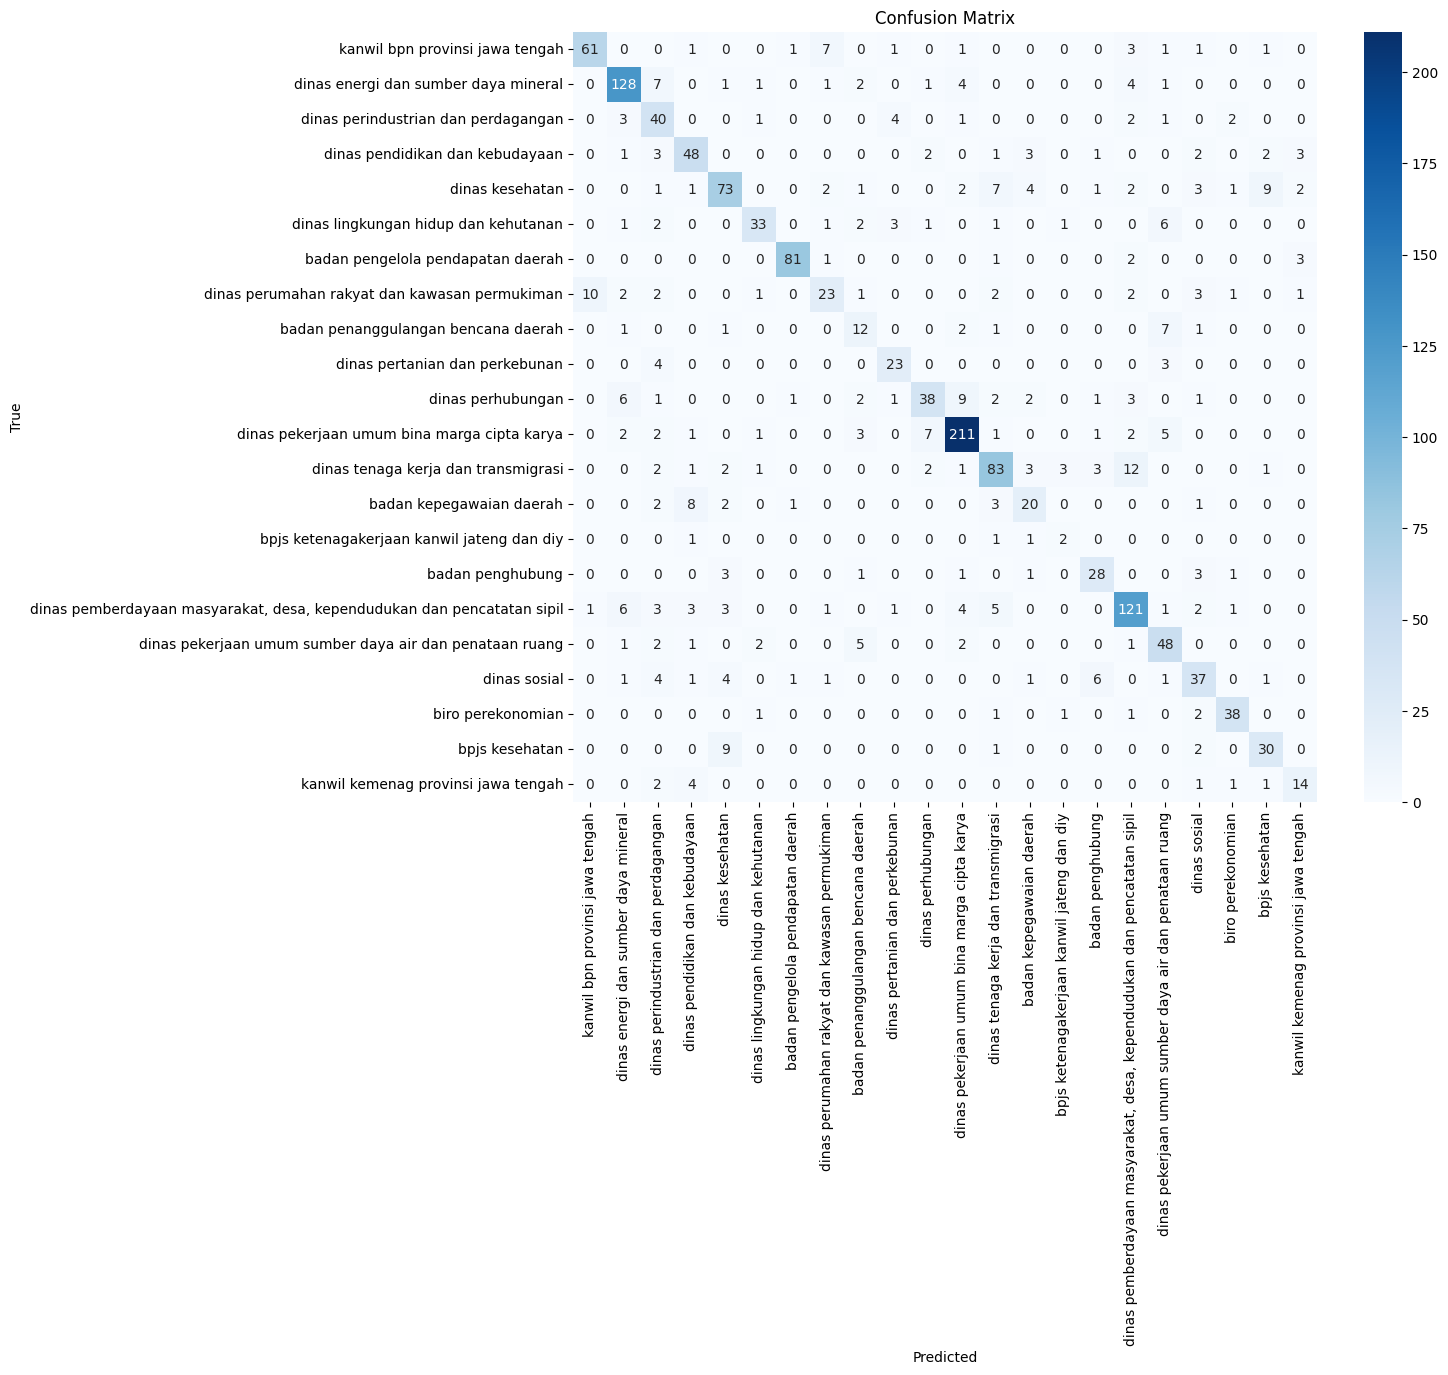 Confusion Matrix
True
kanwil bpn provinsi jawa tengah 61 0 0 1 0 0 1 7 0 1 0 1 0 0 0 0 3 1 1 0 1 0
dinas energi dan sumber daya mineral 0 128 7 0 1 1 0 1 2 0 1 4 0 0 0 0 4 1 0 0 0 0
dinas perindustrian dan perdagangan 0 3 40 0 0 1 0 0 0 4 0 1 0 0 0 0 2 1 0 2 0 0
dinas pendidikan dan kebudayaan 0 1 3 48 0 0 0 0 0 0 2 0 1 3 0 1 0 0 2 0 2 3
dinas kesehatan 0 0 1 1 73 0 0 2 1 0 0 2 7 4 0 1 2 0 3 1 9 2
dinas lingkungan hidup dan kehutanan 0 1 2 0 0 33 0 1 2 3 1 0 1 0 1 0 0 6 0 0 0 0
badan pengelola pendapatan daerah 0 0 0 0 0 0 81 1 0 0 0 0 1 0 0 0 2 0 0 0 0 3
dinas perumahan rakyat dan kawasan permukiman 10 2 2 0 0 1 0 23 1 0 0 0 2 0 0 0 2 0 3 1 0 1
badan penanggulangan bencana daerah 0 1 0 0 1 0 0 0 12 0 0 2 1 0 0 0 0 7 1 0 0 0
dinas pertanian dan perkebunan 0 0 4 0 0 0 0 0 0 23 0 0 0 0 0 0 0 3 0 0 0 0
dinas perhubungan 0 6 1 0 0 0 1 0 2 1 38 9 2 2 0 1 3 0 1 0 0 0
dinas pekerjaan umum bina marga cipta karya 0 2 2 1 0 1 0 0 3 0 7 211 1 0 0 1 2 5 0 0 0 0
dinas tenaga kerja dan transmigrasi 0 0 2 1 2 1 0 0 0 0 2 1 83 3 3 3 12 0 0 0 1 0
badan kepegawaian daerah 0 0 2 8 2 0 1 0 0 0 0 0 3 20 0 0 0 0 1 0 0 0
bpjs ketenagakerjaan kanwil jateng dan diy 0 0 0 1 0 0 0 0 0 0 0 0 1 1 2 0 0 0 0 0 0 0
badan penghubung 0 0 0 0 3 0 0 0 1 0 0 1 0 1 0 28 0 0 3 1 0 0
dinas pemberdayaan masyarakat, desa, kependudukan dan pencatatan sipil 1 6 3 3 3 0 0 1 0 1 0 4 5 0 0 0 121 1 2 1 0 0
dinas pekerjaan umum sumber daya air dan penataan ruang 0 1 2 1 0 2 0 0 5 0 0 2 0 0 0 0 1 48 0 0 0 0
dinas sosial 0 1 4 1 4 0 1 1 0 0 0 0 0 1 0 6 0 1 37 0 1 0
biro perekonomian 0 0 0 0 0 1 0 0 0 0 0 0 1 0 1 0 1 0 2 38 0 0
bpjs kesehatan 0 0 0 0 9 0 0 0 0 0 0 0 1 0 0 0 0 0 2 0 30 0
kanwil kemenag provinsi jawa tengah 0 0 2 4 0 0 0 0 0 0 0 0 0 0 0 0 0 0 1 1 1 14
kanwil bpn provinsi jawa tengah
dinas energi dan sumber daya mineral
dinas perindustrian dan perdagangan
dinas pendidikan dan kebudayaan
dinas kesehatan
dinas lingkungan hidup dan kehutanan
badan pengelola pendapatan daerah
dinas perumahan rakyat dan kawasan permukiman
badan penanggulangan bencana daerah
dinas pertanian dan perkebunan
dinas perhubungan
dinas pekerjaan umum bina marga cipta karya
dinas tenaga kerja dan transmigrasi
badan kepegawaian daerah
bpjs ketenagakerjaan kanwil jateng dan diy
badan penghubung
dinas pemberdayaan masyarakat, desa, kependudukan dan pencatatan sipil
dinas pekerjaan umum sumber daya air dan penataan ruang
dinas sosial
biro perekonomian
bpjs kesehatan
kanwil kemenag provinsi jawa tengah
Predicted
200
175
150
125
100
75
50
25
0